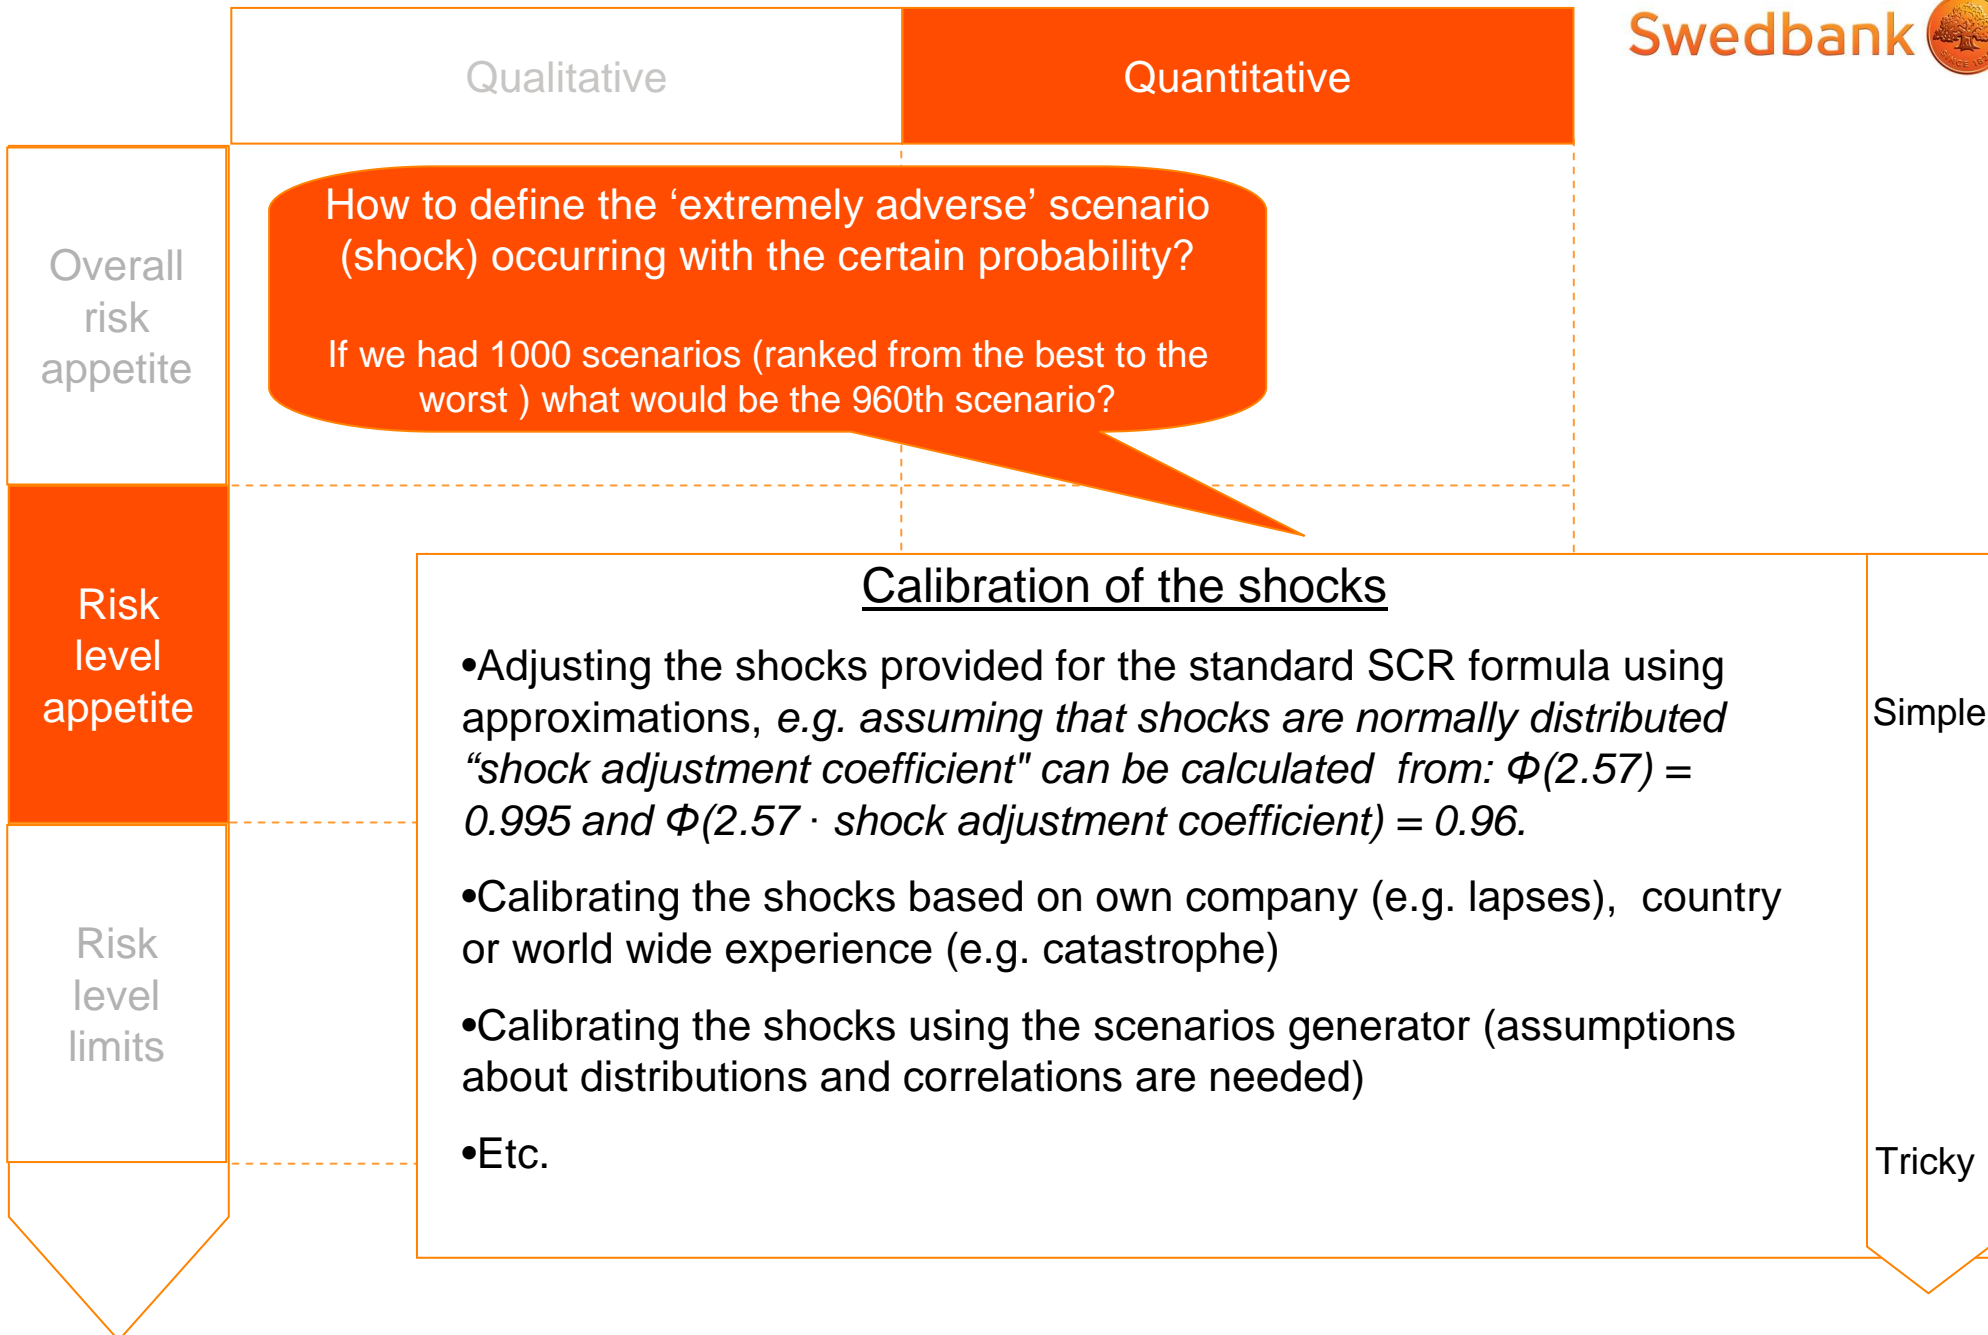 Swedbank
Qualitative
Quantitative
How to define the ‘extremely adverse’ scenario
(shock) occurring with the certain probability?
If we had 1000 scenarios (ranked from the best to the
worst ) what would be the 960th scenario?
Overall
risk
appetite
Risk
level
appetite
Risk
level
limits
Calibration of the shocks
•Adjusting the shocks provided for the standard SCR formula using
approximations, e.g. assuming that shocks are normally distributed
“shock adjustment coefficient" can be calculated  from: Φ(2.57) =
0.995 and Φ(2.57 · shock adjustment coefficient) = 0.96.
•Calibrating the shocks based on own company (e.g. lapses),  country
or world wide experience (e.g. catastrophe)
•Calibrating the shocks using the scenarios generator (assumptions
about distributions and correlations are needed)
•Etc.
Simple
Tricky